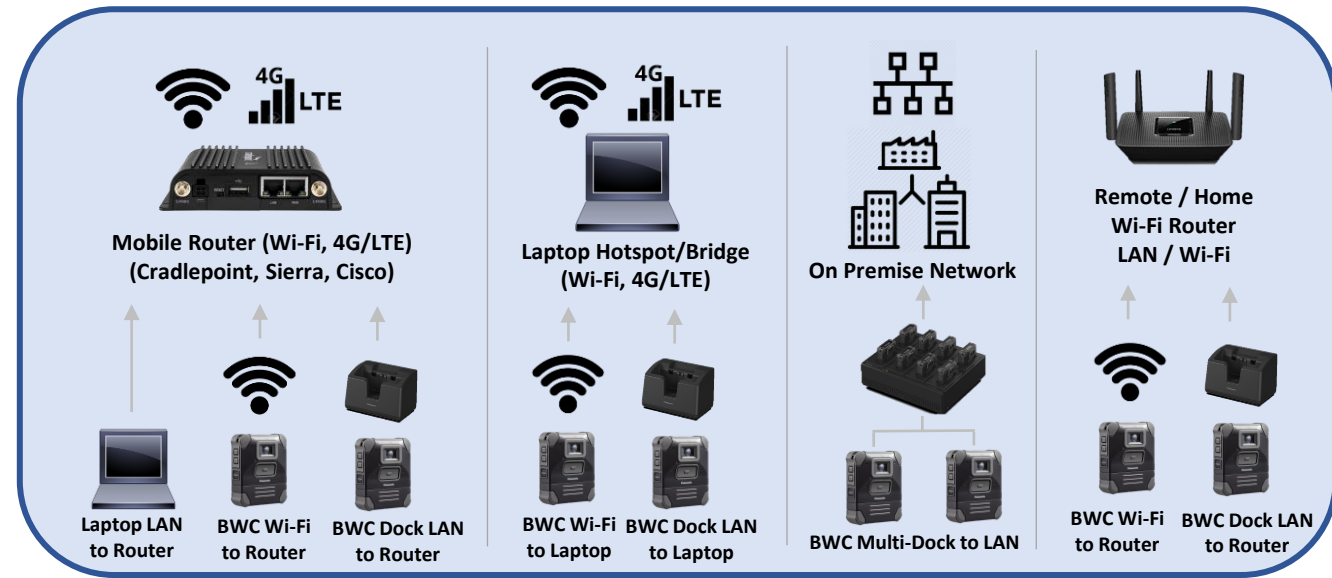 4G
LTE
Mobile Router (Wi-Fi, 4G/LTE)
(Cradlepoint, Sierra, Cisco)
Laptop LAN
to Router
BWC Wi-Fi
to Router
BWC Dock LAN
to Router
4G
LTE
Laptop Hotspot/Bridge
(Wi-Fi, 4G/LTE)
BWC Wi-Fi
to Laptop
BWC Dock LAN
to Laptop
On Premise Network
BWC Multi-Dock to LAN
Remote / Home
Wi-Fi Router
LAN / Wi-Fi
BWC Wi-Fi
to Router
BWC Dock LAN
to Router